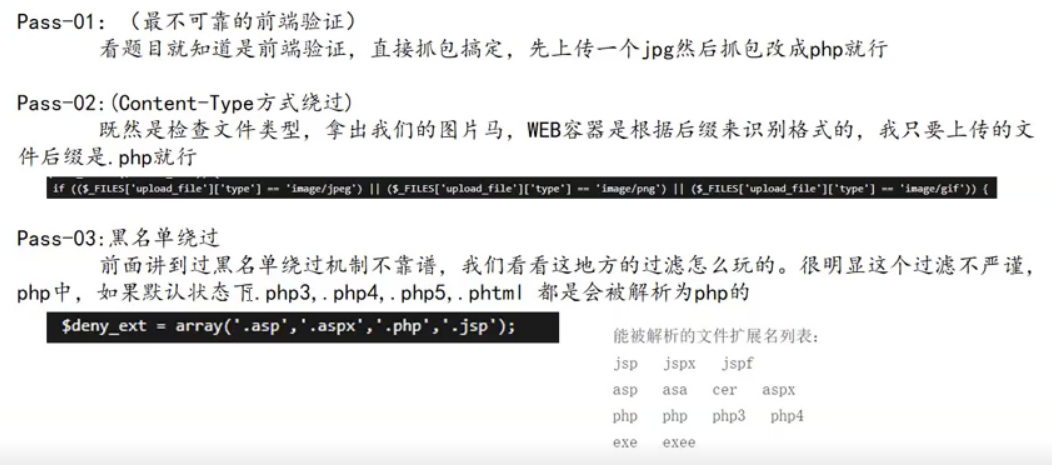 Pass-01：（最不可靠的前端验证）
看题目就知道是前端验证，直接抓包搞定，先上传一个jpg然后抓包改成php就行
Pass-02:(Content-Type方式绕过)
既然是检查文件类型，拿出我们的图片马，WEB容器是根据后缀来识别格式的，我只要上传的文
件后缀是.php就行
if (($_FILES['upload_file']['type'] == 'image/jpeg') || ($_FILES['upload_file']['type'] == 'image/png') || ($_FILES['upload_file']['type'] == 'image/gif')) {
Pass-03:黑名单绕过
前面讲到过黑名单绕过机制不靠谱，我们看看这地方的过滤怎么玩的。很明显这个过滤不严谨，
php中，如果默认状态下.php3,.php4,.php5,.phtml 都是会被解析为php的
$deny_ext = array('.asp','.aspx','.php','.jsp');
能被解析的文件扩展名列表：
jsp jspx jspf
asp asa cer aspx
php php php3 php4
exe exee